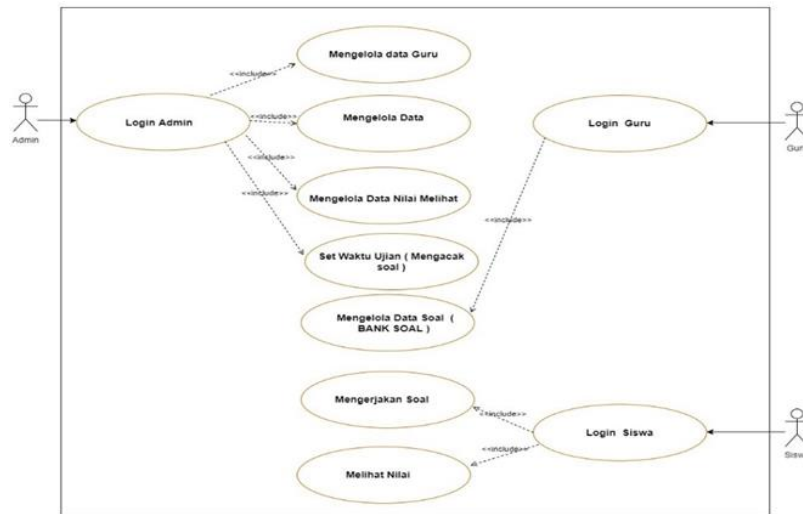 Mengelola data Guru
<<include>>
Admin
Login Admin
<<include>>
Mengelola Data
Login Guru
<<include>>
<<include>>
Mengelola Data Nilai Melihat
<<include>>
Set Waktu Ujian ( Mengacak
soal )
Mengelola Data Soal (
BANK SOAL )
Mengerjakan Soal
<<include>>
Login Siswa
<<include>>
Melihat Nilai